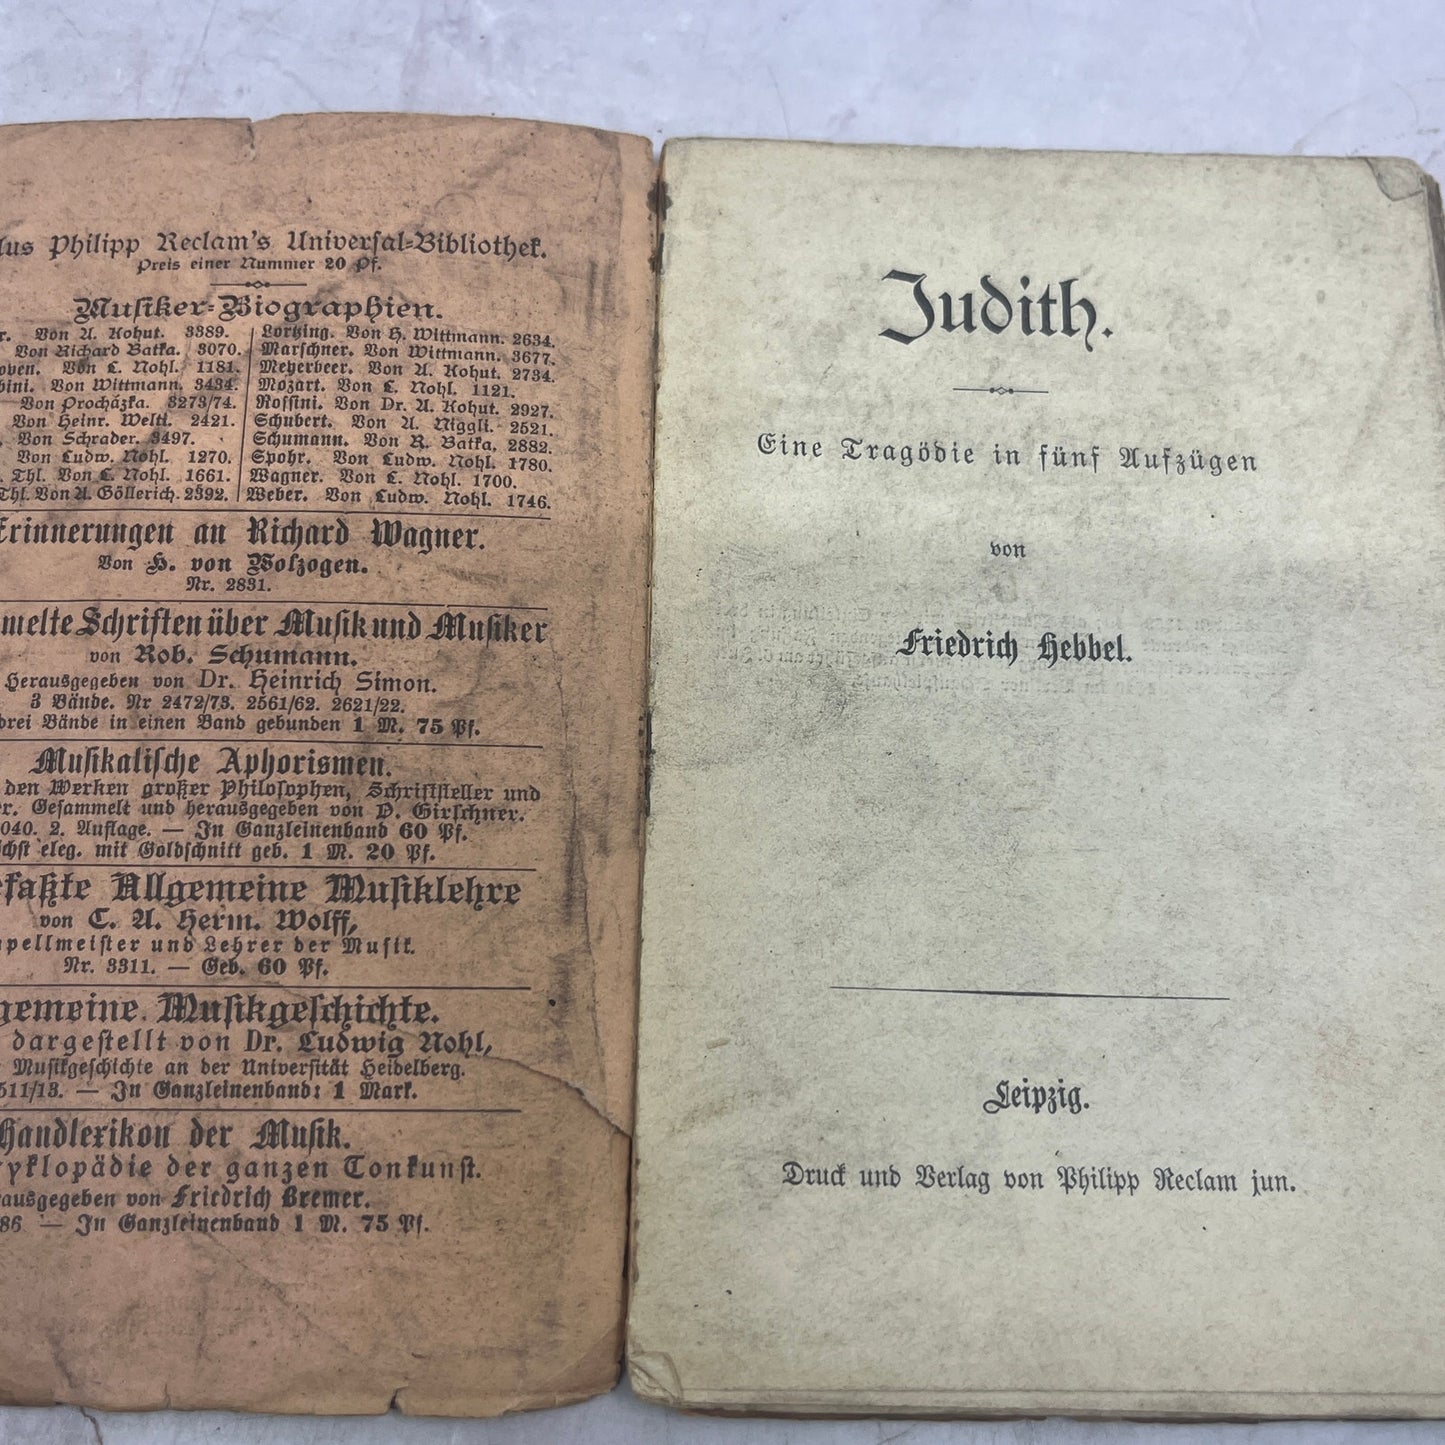 Philipp Reclam's Universal-Bibliothek.
Preis einer Nummer 20 Pf.
Musiker-Biographien.
Von A. Kohut. 3389.
Von Richard Batka. 3070.
Von L. Nohl. 1181.
Von Wittmann. 3434.
Von Procházka. 3273/74.
Von Heinr. Welti. 2421.
Von Schrader. 3497.
Von Ludw. Nohl. 1270.
Thl. Von L. Nohl. 1661.
Thl. Von A. Göllerich. 2392.
Lortzing. Von H. Wittmann. 2634.
Marschner. Von Wittmann. 3677.
Meyerbeer. Von A. Kohut. 2734.
Mozart. Von L. Nohl. 1121.
Rossini. Von Dr. A. Kohut. 2927.
Schubert. Von A. Niggli. 2521.
Schumann. Von R. Batka. 2882.
Spohr. Von Ludw. Nohl. 1780.
Wagner. Von L. Nohl. 1700.
Weber. Von Ludw. Nohl. 1746.
Erinnerungen an Richard Wagner.
Von H. von Wolzogen.
Nr. 2831.
melte Schriften über Musik und Musiker
von Rob. Schumann.
Herausgegeben von Dr. Heinrich Simon.
3 Bände. Nr 2472/73. 2561/62. 2621/22.
drei Bände in einen Band gebunden 1 M. 75 Pf.
Musikalische Aphorismen.
den Werken großer Philosophen, Schriftsteller und
er. Gesammelt und herausgegeben von D. Girschner.
040. 2. Auflage. — In Ganzleinenband 60 Pf.
chst eleg. mit Goldschnitt geb. 1 M. 20 Pf.
efaßte Allgemeine Musiklehre
von C. A. Herm. Wolff,
pellmeister und Lehrer der Musik.
Nr. 3311. — Geb. 60 Pf.
gemeine Musikgeschichte.
dargestellt von Dr. Ludwig Nohl,
Musikgeschichte an der Universität Heidelberg.
511/13. — In Ganzleinenband: 1 Mark.
Handlexikon der Musik.
cyklopädie der ganzen Tonkunst.
rausgegeben von Friedrich Bremer.
86 — In Ganzleinenband 1 M. 75 Pf.
Judith.
Eine Tragödie in fünf Aufzügen
von
Friedrich Hebbel.
Leipzig.
Druck und Verlag von Philipp Reclam jun.